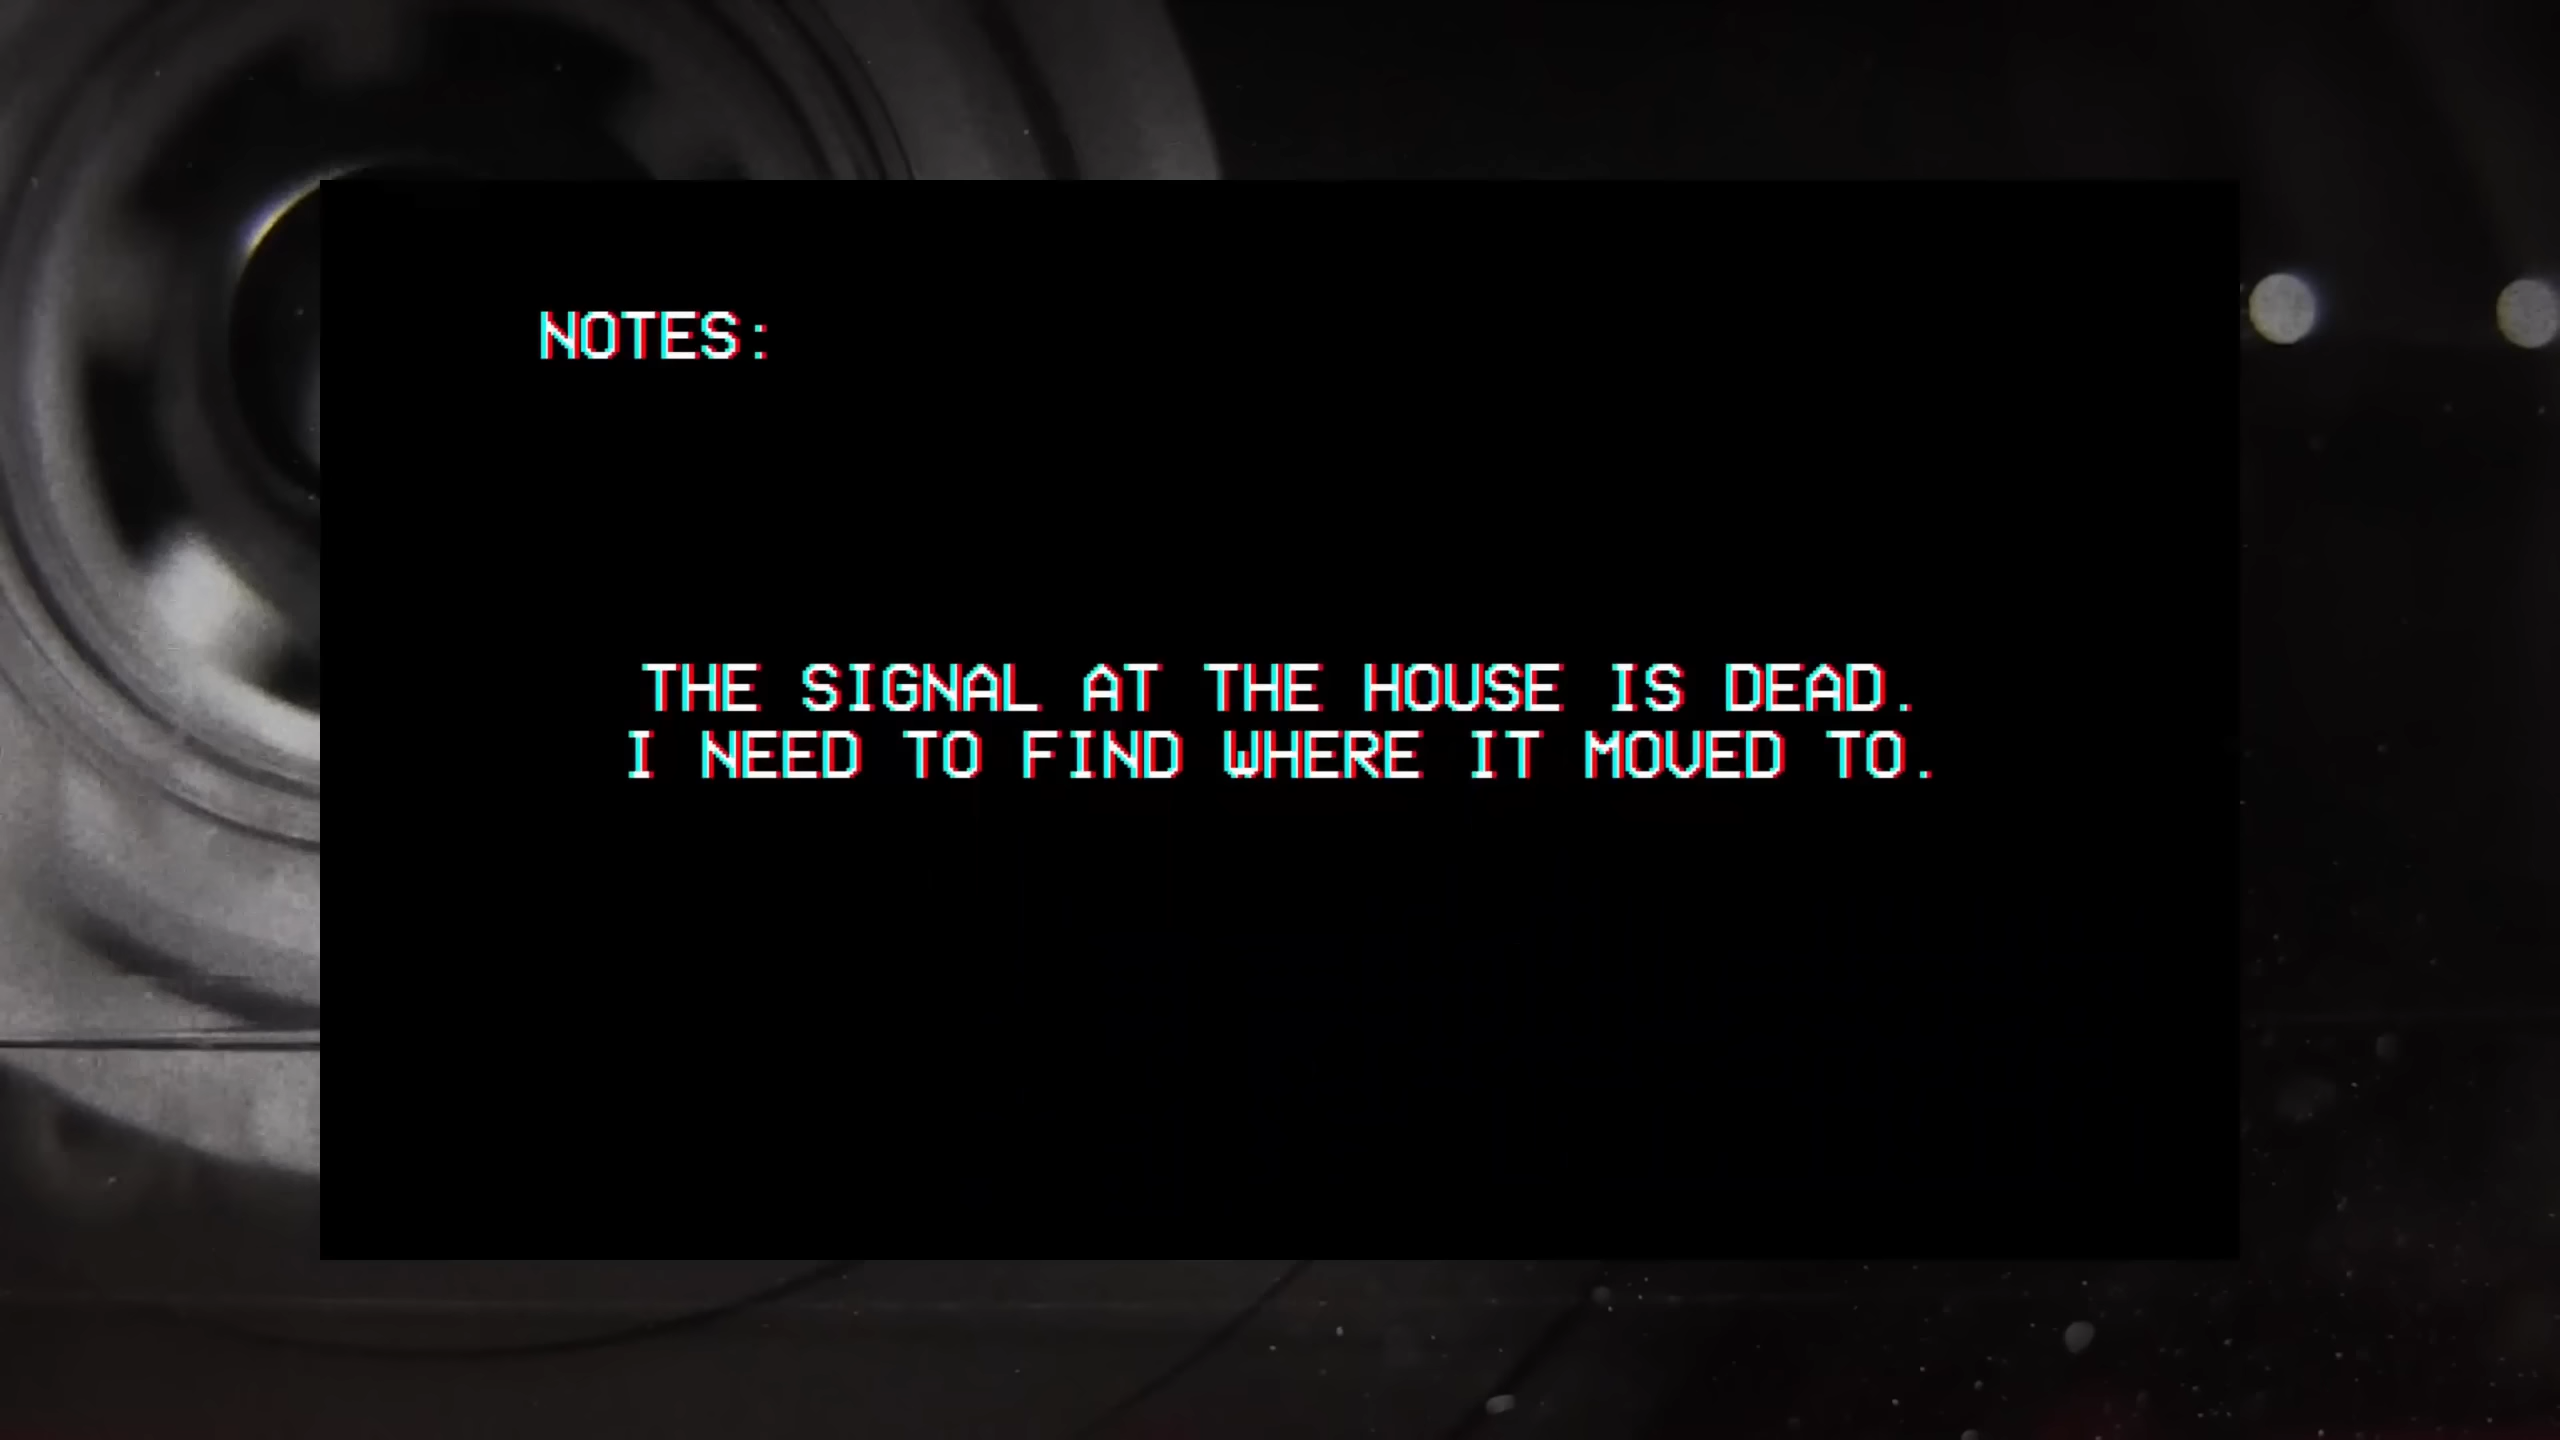 NOTES:
THE SIGNAL AT THE HOUSE IS DEAD.
I NEED TO FIND WHERE IT MOVED TO.